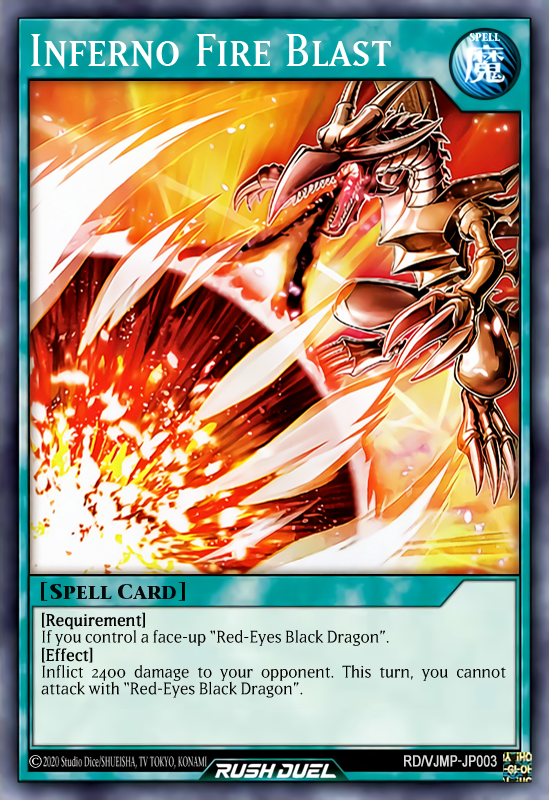 Inferno Fire Blast
SPELL
魔
[Spell Card]
[Requirement]
If you control a face-up “Red-Eyes Black Dragon”.
[Effect]
Inflict 2400 damage to your opponent. This turn, you cannot
attack with “Red-Eyes Black Dragon”.
©2020 Studio Dice/SHUEISHA, TV TOKYO, KONAMI
RUSH DUEL
RD/VJMP-JP003